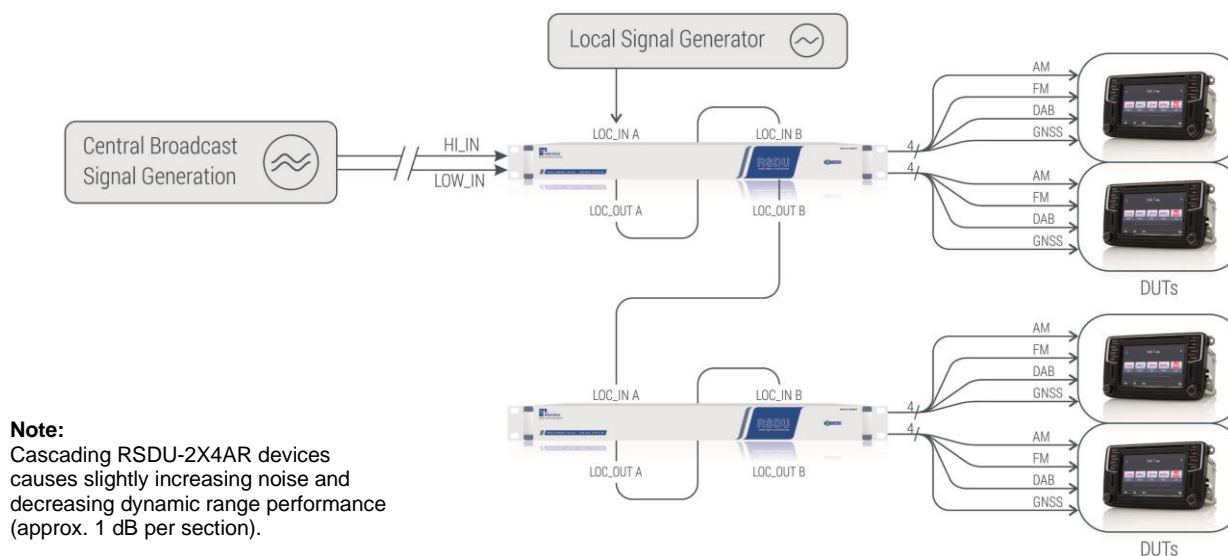 Local Signal Generator
Central Broadcast
Signal Generation
HI_IN
LOW_IN
LOC_IN A
LOC_IN B
RSDU
LOC_OUT A
LOC_OUT B
4
4
AM
FM
DAB
GNSS
AM
FM
DAB
GNSS
DUTs
LOC_IN A
LOC_IN B
RSDU
LOC_OUT A
LOC_OUT B
4
4
AM
FM
DAB
GNSS
AM
FM
DAB
GNSS
DUTs
Note:
Cascading RSDU-2X4AR devices
causes slightly increasing noise and
decreasing dynamic range performance
(approx. 1 dB per section).